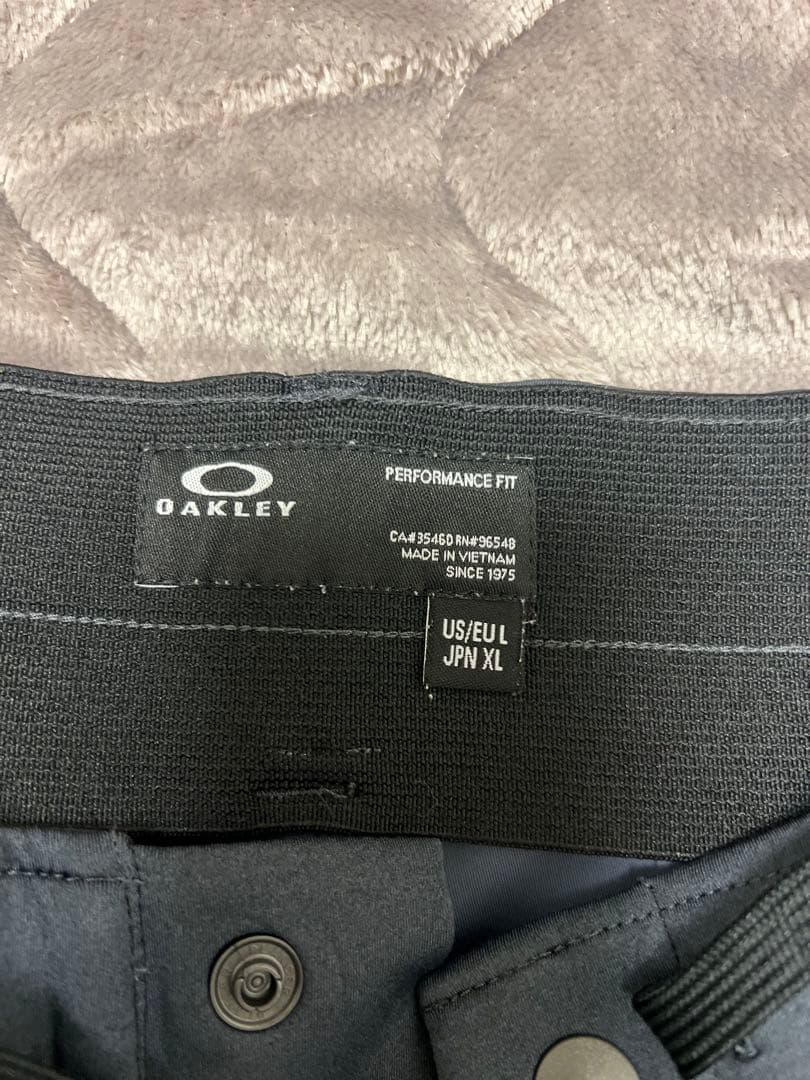 OAKLEY
PERFORMANCE FIT
CA#35460 RN#96548
MADE IN VIETNAM
SINCE 1975
US/EU L
JPN XL